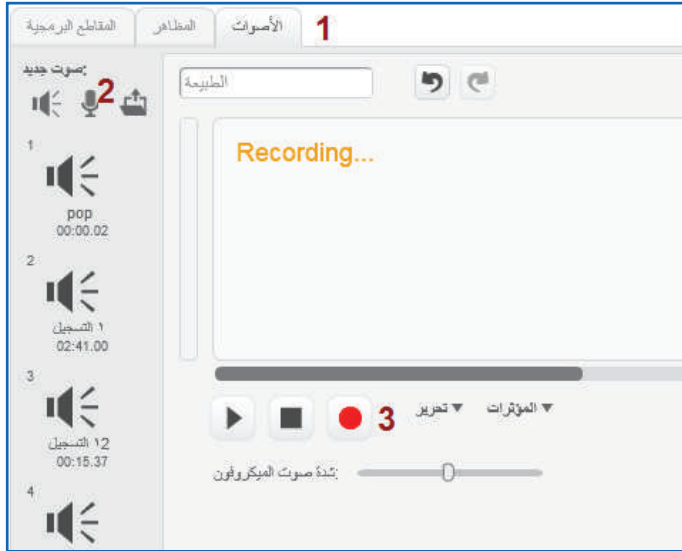 المقاطع البرمجية
المظاهر
الأصوات
1
صوت جديد:
2
الطبيعة
Recording...
1
pop
00:00.02
2
التسجيل ١
02:41.00
3
التسجيل ١2
00:15.37
4
3
تحرير
المؤثرات
شدة صوت الميكروفون: